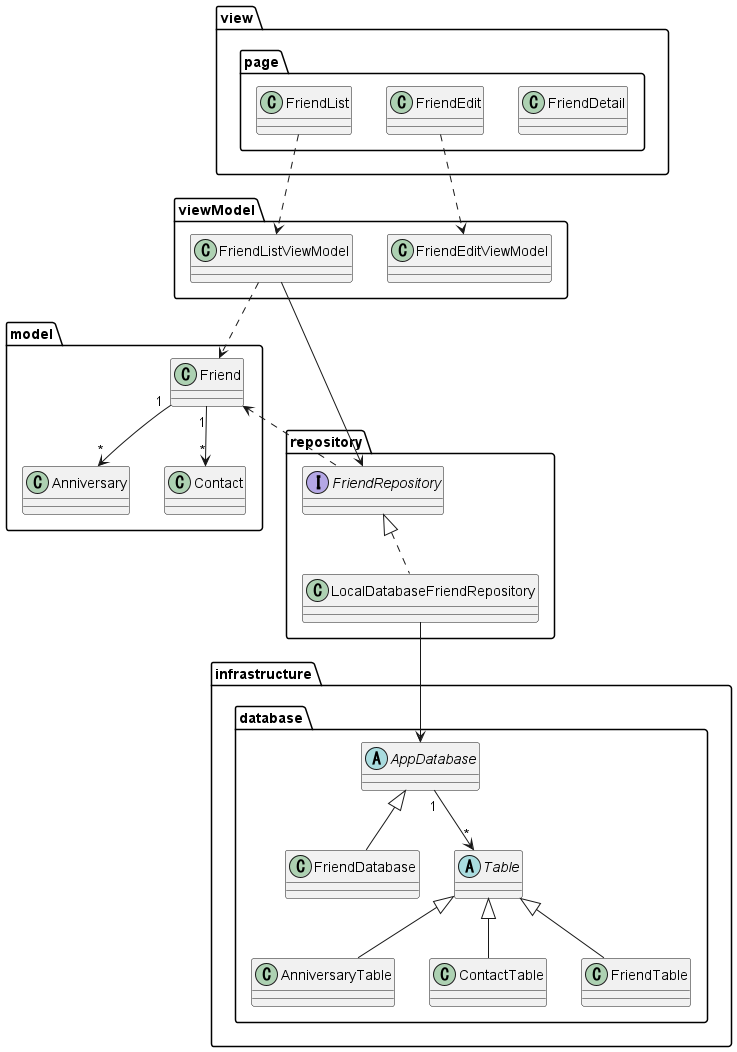 view
page
C FriendList
C FriendEdit
C FriendDetail
viewModel
C FriendListViewModel
C FriendEditViewModel
model
C Friend
1
1
*
*
C Anniversary
C Contact
repository
I FriendRepository
C LocalDatabaseFriendRepository
infrastructure
database
A AppDatabase
1
*
C FriendDatabase
A Table
C AnniversaryTable
C ContactTable
C FriendTable